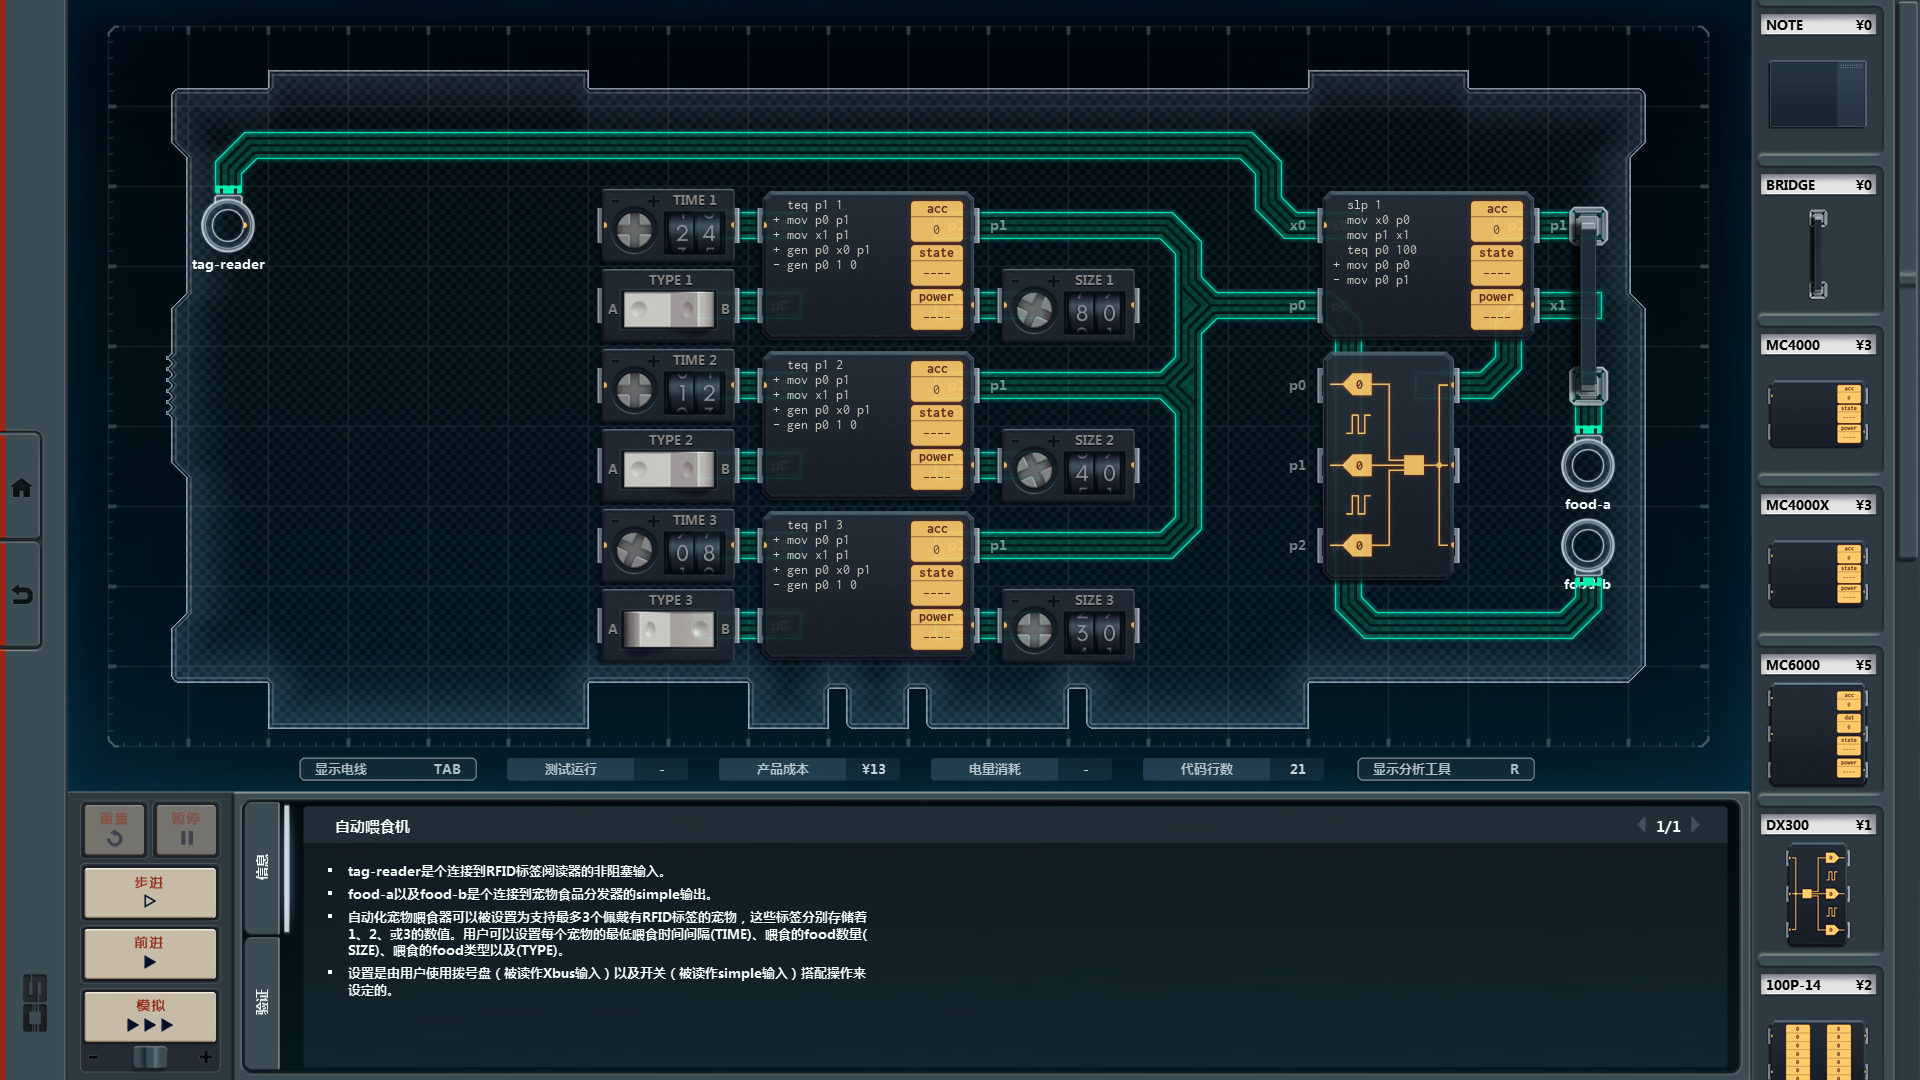 NOTE ¥0
BRIDGE ¥0
MC4000 ¥3
acc
0
state
----
power
----
MC4000X ¥3
acc
0
state
----
power
----
MC6000 ¥5
acc
0
dat
0
state
----
power
----
DX300 ¥1
0
0
0
100P-14 ¥2
tag-reader
TIME 1
2 4
TYPE 1
A B
teq p1 1
+ mov p0 p1
+ mov x1 p1
+ gen p0 x0 p1
- gen p0 1 0
acc
0
state
----
power
----
p1
p0
SIZE 1
8 0
TIME 2
1 2
TYPE 2
A B
teq p1 2
+ mov p0 p1
+ mov x1 p1
+ gen p0 x0 p1
- gen p0 1 0
acc
0
state
----
power
----
p1
p0
SIZE 2
4 0
TIME 3
0 8
TYPE 3
A B
teq p1 3
+ mov p0 p1
+ mov x1 p1
+ gen p0 x0 p1
- gen p0 1 0
acc
0
state
----
power
----
p1
p0
SIZE 3
3 0
x0
p0
slp 1
mov x0 p0
mov p1 x1
teq p0 100
+ mov p0 p0
- mov p0 p1
acc
0
state
----
power
----
p1
x1
p0 0
p1 0
p2 0
food-a
food-b
显示电线 TAB
测试运行 -
产品成本 ¥13
电量消耗 -
代码行数 21
显示分析工具 R
重置
暂停
步进
前进
模拟
- +
信息
验证
自动喂食机
1/1
▪ tag-reader是个连接到RFID标签阅读器的非阻塞输入。
▪ food-a以及food-b是个连接到宠物食品分发器的simple输出。
▪ 自动化宠物喂食器可以被设置为支持最多3个佩戴有RFID标签的宠物，这些标签分别存储着
1、2、或3的数值。用户可以设置每个宠物的最低喂食时间间隔(TIME)、喂食的food数量(
SIZE)、喂食的food类型以及(TYPE)。
▪ 设置是由用户使用拨号盘（被读作Xbus输入）以及开关（被读作simple输入）搭配操作来
设定的。